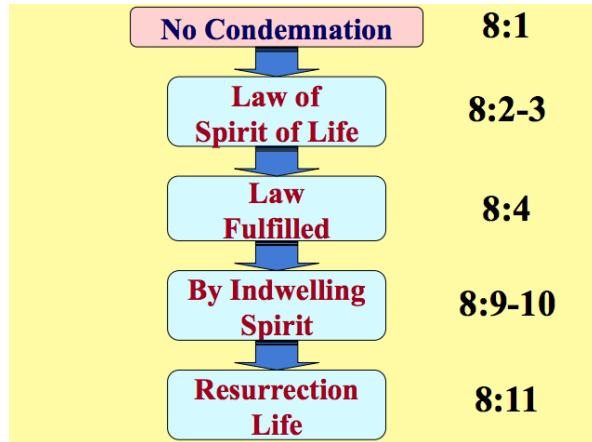 No Condemnation 8:1
Law of
Spirit of Life 8:2-3
Law
Fulfilled 8:4
By Indwelling
Spirit 8:9-10
Resurrection
Life 8:11